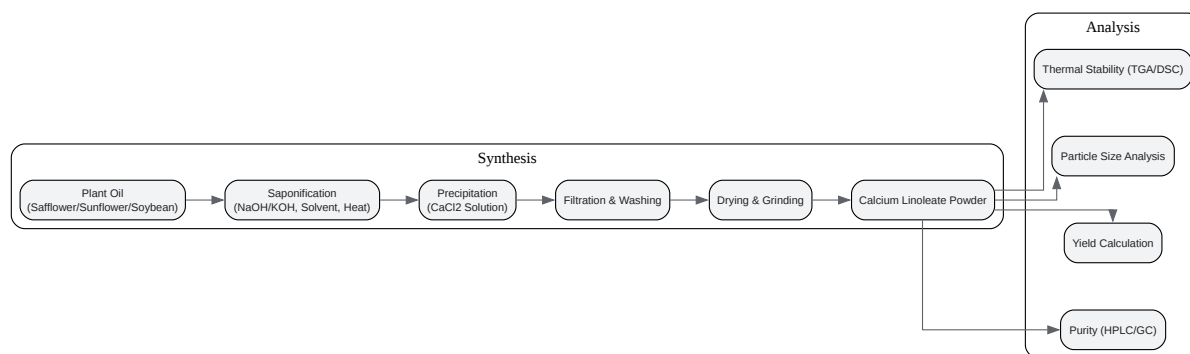 Analysis
Thermal Stability (TGA/DSC)
Particle Size Analysis
Synthesis
Plant Oil
(Safflower/Sunflower/Soybean)
Saponification
(NaOH/KOH, Solvent, Heat)
Precipitation
(CaCl2 Solution)
Filtration & Washing
Drying & Grinding
Calcium Linoleate Powder
Yield Calculation
Purity (HPLC/GC)